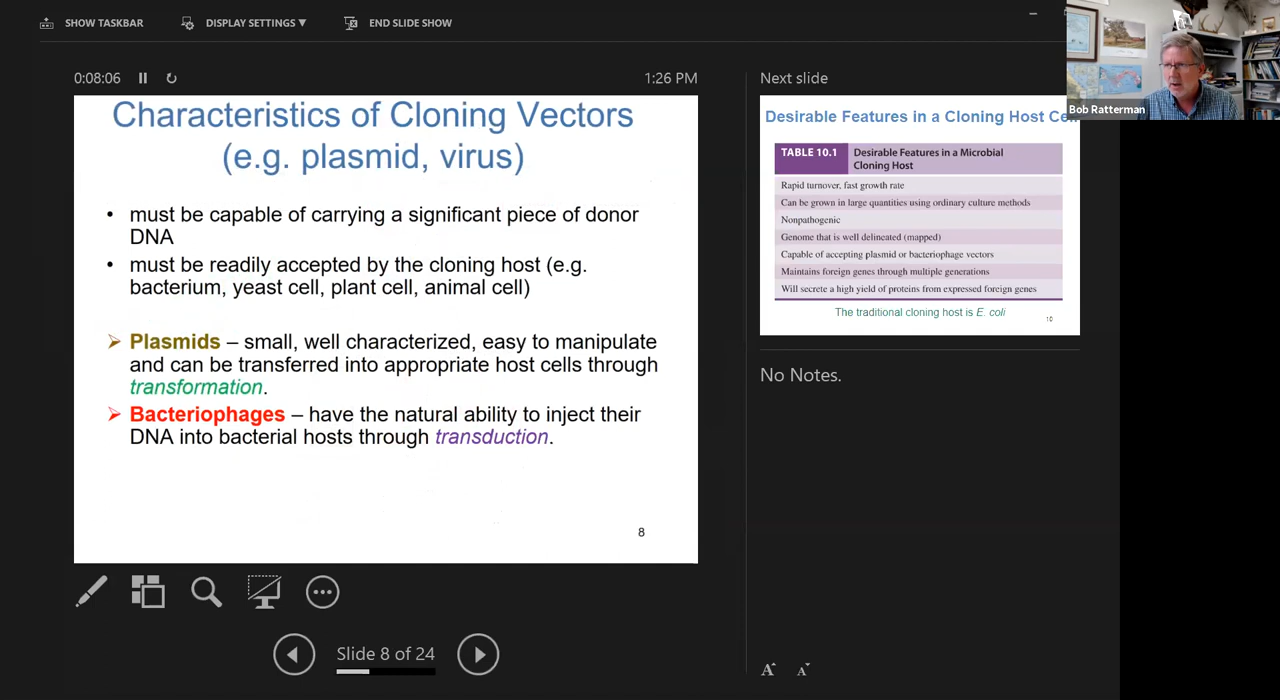 SHOW TASKBAR
DISPLAY SETTINGS ▼
END SLIDE SHOW
Bob Ratterman
0:08:06
1:26 PM
Characteristics of Cloning Vectors
(e.g. plasmid, virus)
• must be capable of carrying a significant piece of donor
DNA
• must be readily accepted by the cloning host (e.g.
bacterium, yeast cell, plant cell, animal cell)
➢ Plasmids – small, well characterized, easy to manipulate
and can be transferred into appropriate host cells through
transformation.
➢ Bacteriophages – have the natural ability to inject their
DNA into bacterial hosts through transduction.
8
Slide 8 of 24
Next slide
Desirable Features in a Cloning Host Ce
TABLE 10.1 Desirable Features in a Microbial
Cloning Host
Rapid turnover, fast growth rate
Can be grown in large quantities using ordinary culture methods
Nonpathogenic
Genome that is well delineated (mapped)
Capable of accepting plasmid or bacteriophage vectors
Maintains foreign genes through multiple generations
Will secrete a high yield of proteins from expressed foreign genes
The traditional cloning host is E. coli
10
No Notes.
A A